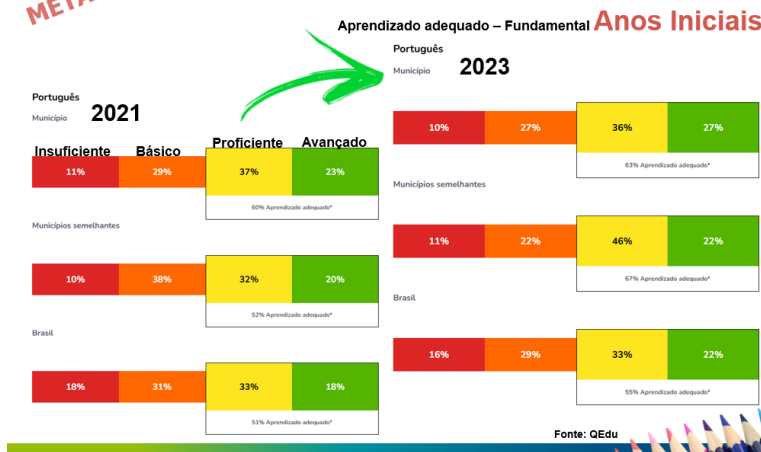 META
Aprendizado adequado – Fundamental Anos Iniciais
Português
Município 2021
Insuficiente Básico Proficiente Avançado
11% 29% 37% 23%
60% Aprendizado adequado*
Municípios semelhantes
10% 38% 32% 20%
52% Aprendizado adequado*
Brasil
18% 31% 33% 18%
51% Aprendizado adequado*
Português
Município 2023
10% 27% 36% 27%
63% Aprendizado adequado*
Municípios semelhantes
11% 22% 46% 22%
67% Aprendizado adequado*
Brasil
16% 29% 33% 22%
55% Aprendizado adequado*
Fonte: QEdu